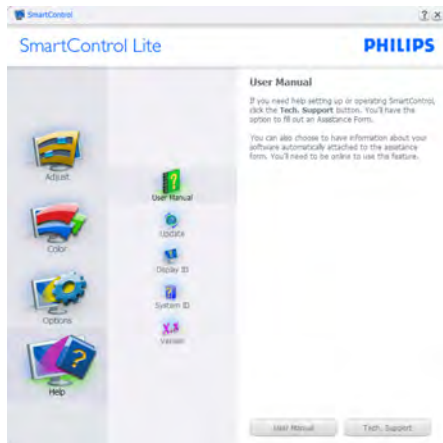 SmartControl
SmartControl Lite
PHILIPS
Adjust
Color
Options
Help
User Manual
Update
Display ID
System ID
Version
User Manual
If you need help setting up or operating SmartControl,
click the Tech. Support button. You'll have the
option to fill out an Assistance Form.
You can also choose to have information about your
software automatically attached to the assistance
form. You'll need to be online to use this feature.
User Manual
Tech. Support